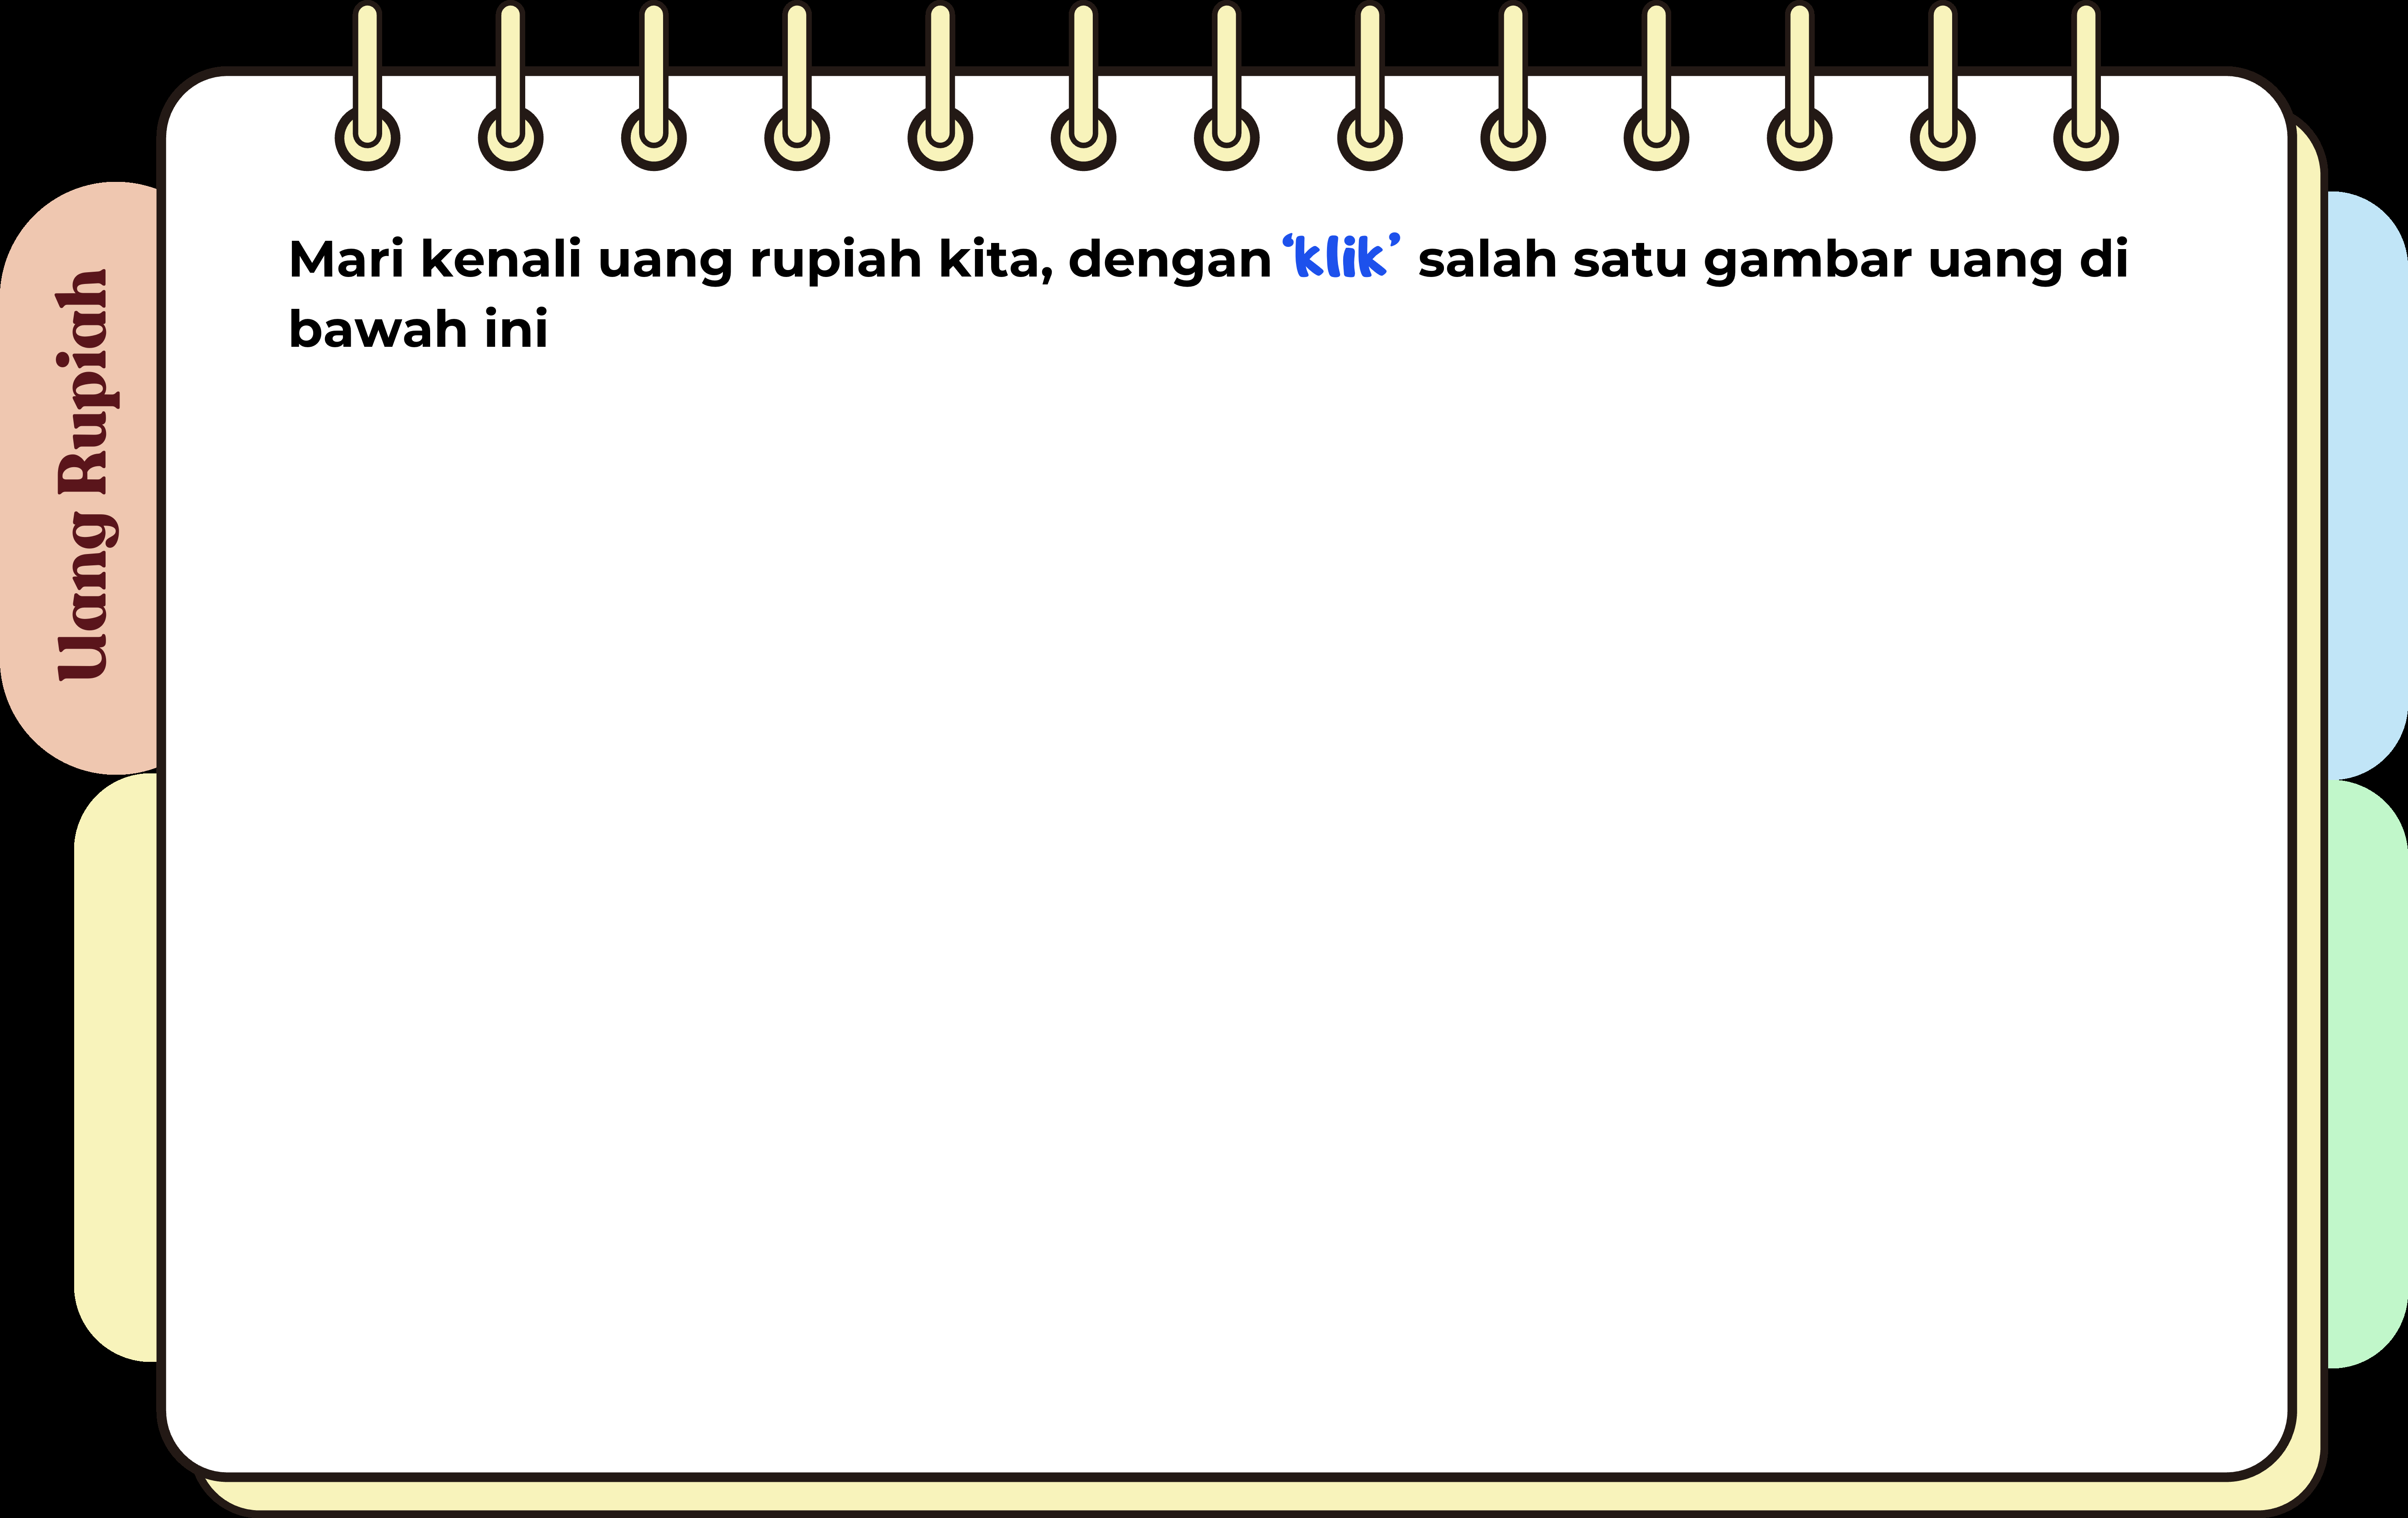 Mari kenali uang rupiah kita, dengan ‘klik’ salah satu gambar uang di
bawah ini
Uang Rupiah